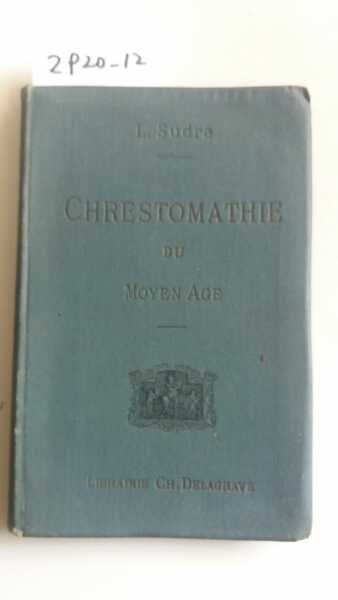 2P20-12
L. Sudre
CHRESTOMATHIE
DU
MOYEN AGE
LIBRAIRIE CH. DELAGRAVE